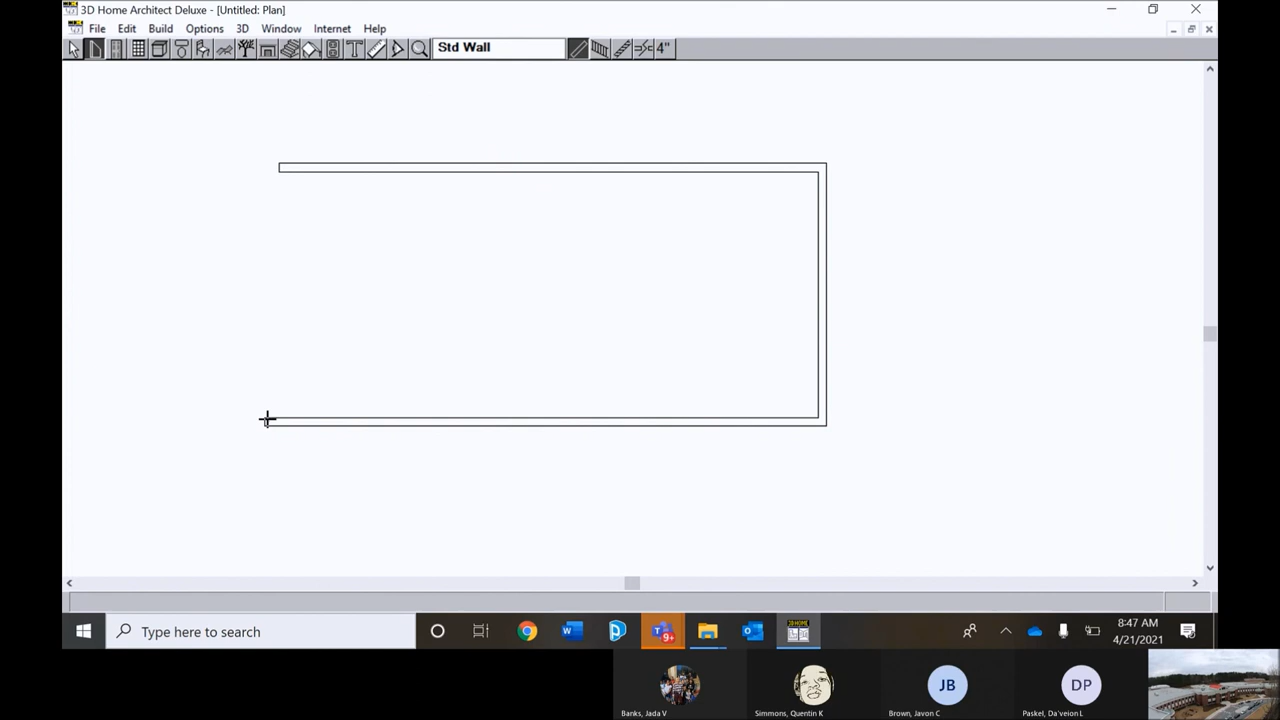 3D Home Architect Deluxe - [Untitled: Plan]
File Edit Build Options 3D Window Internet Help
Std Wall 4"
Type here to search
9+
8:47 AM
4/21/2021
JB DP
Banks, Jada V Simmons, Quentin K Brown, Javon C Paskel, Da'veion L